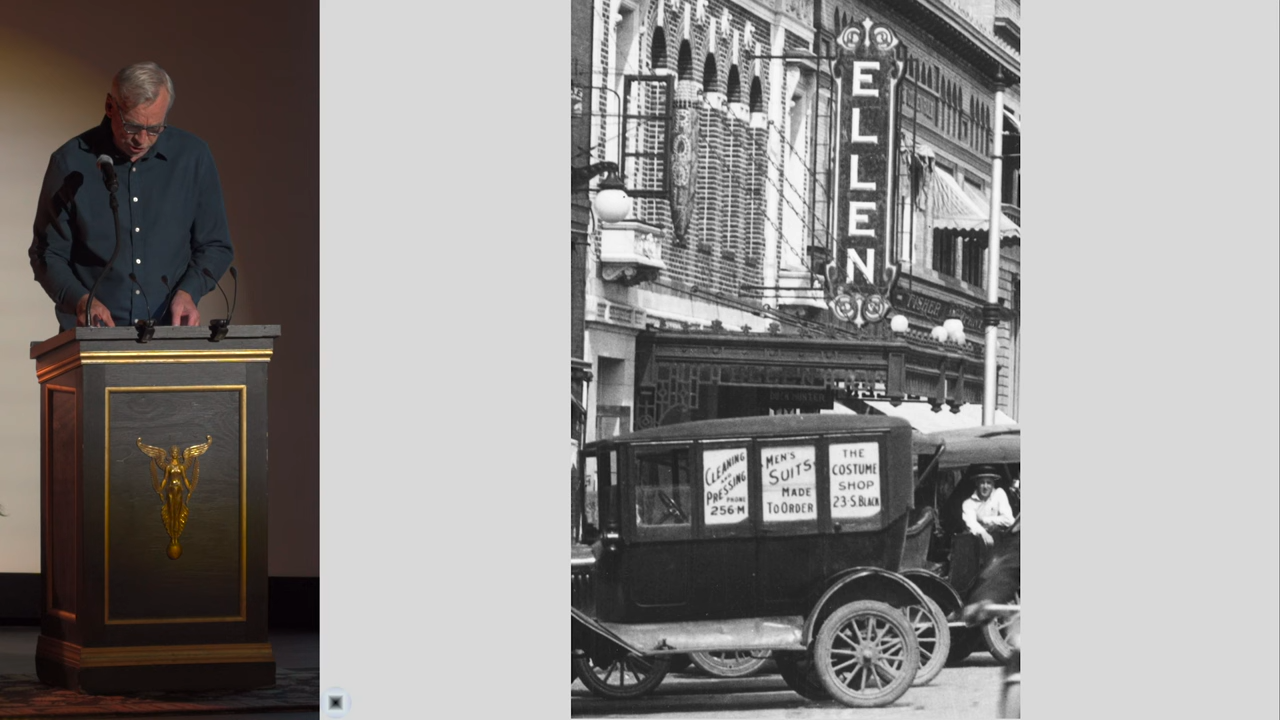 ELLEN
CLEANING
AND
PRESSING
PHONE
256-M
MEN'S
SUITS
MADE
TO ORDER
THE
COSTUME
SHOP
23·S.BLACK